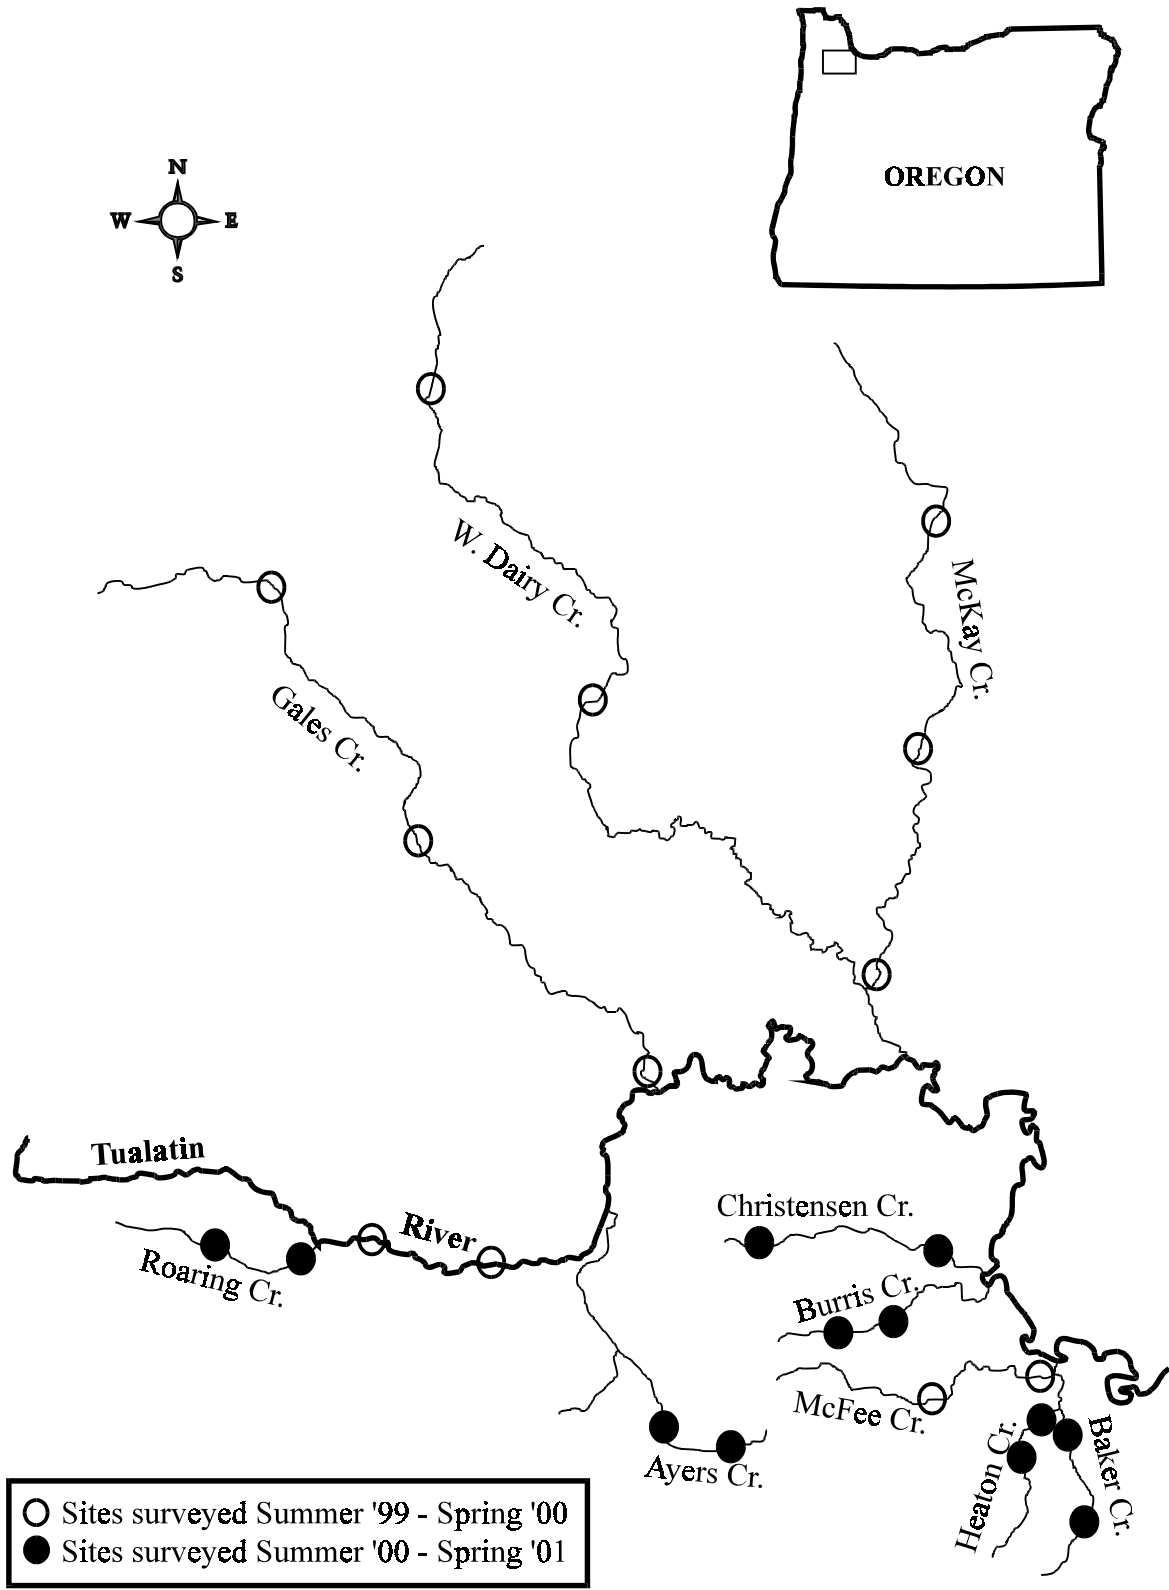 OREGON
N
W E
S
W. Dairy Cr.
McKay Cr.
Gales Cr.
Tualatin
River
Roaring Cr.
Christensen Cr.
Burris Cr.
McFee Cr.
Ayers Cr.
Heaton Cr.
Baker Cr.
Sites surveyed Summer '99 - Spring '00
Sites surveyed Summer '00 - Spring '01